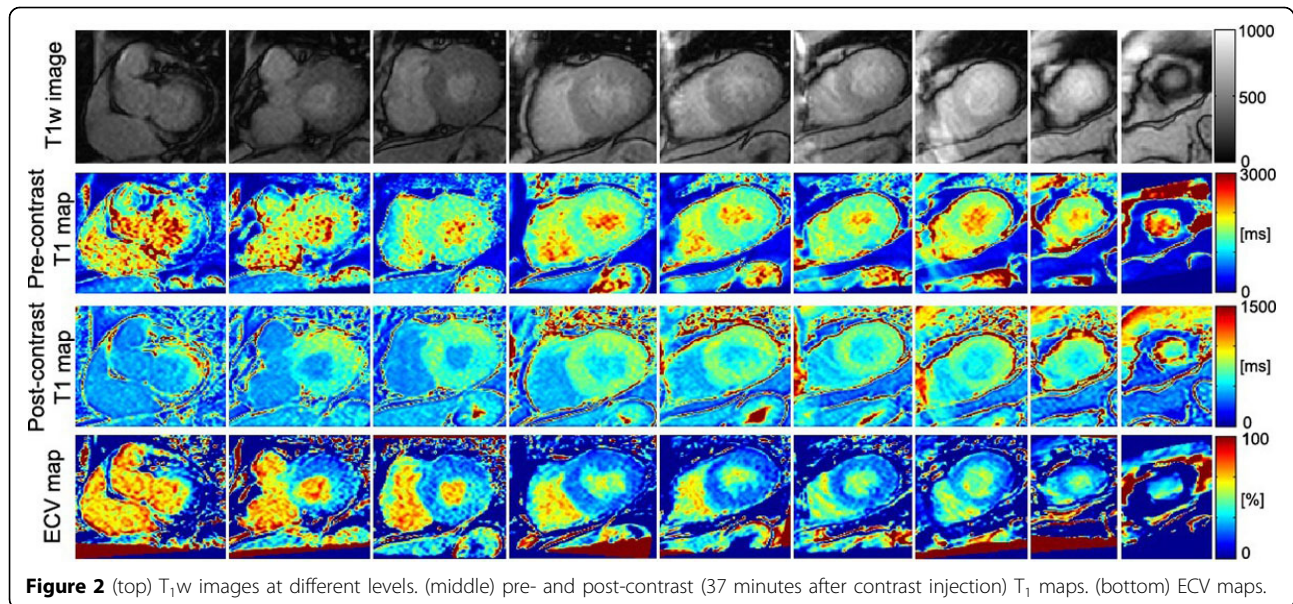 T1w image
1000
500
0
Pre-contrast
T1 map
3000
[ms]
0
Post-contrast
T1 map
1500
[ms]
0
ECV map
100
[%]
0
Figure 2 (top) T₁w images at different levels. (middle) pre- and post-contrast (37 minutes after contrast injection) T₁ maps. (bottom) ECV maps.